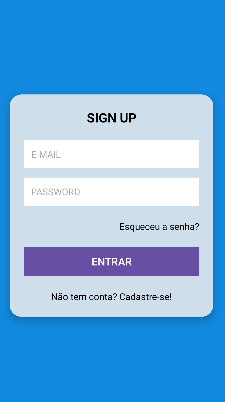 SIGN UP
E-MAIL
PASSWORD
Esqueceu a senha?
ENTRAR
Não tem conta? Cadastre-se!